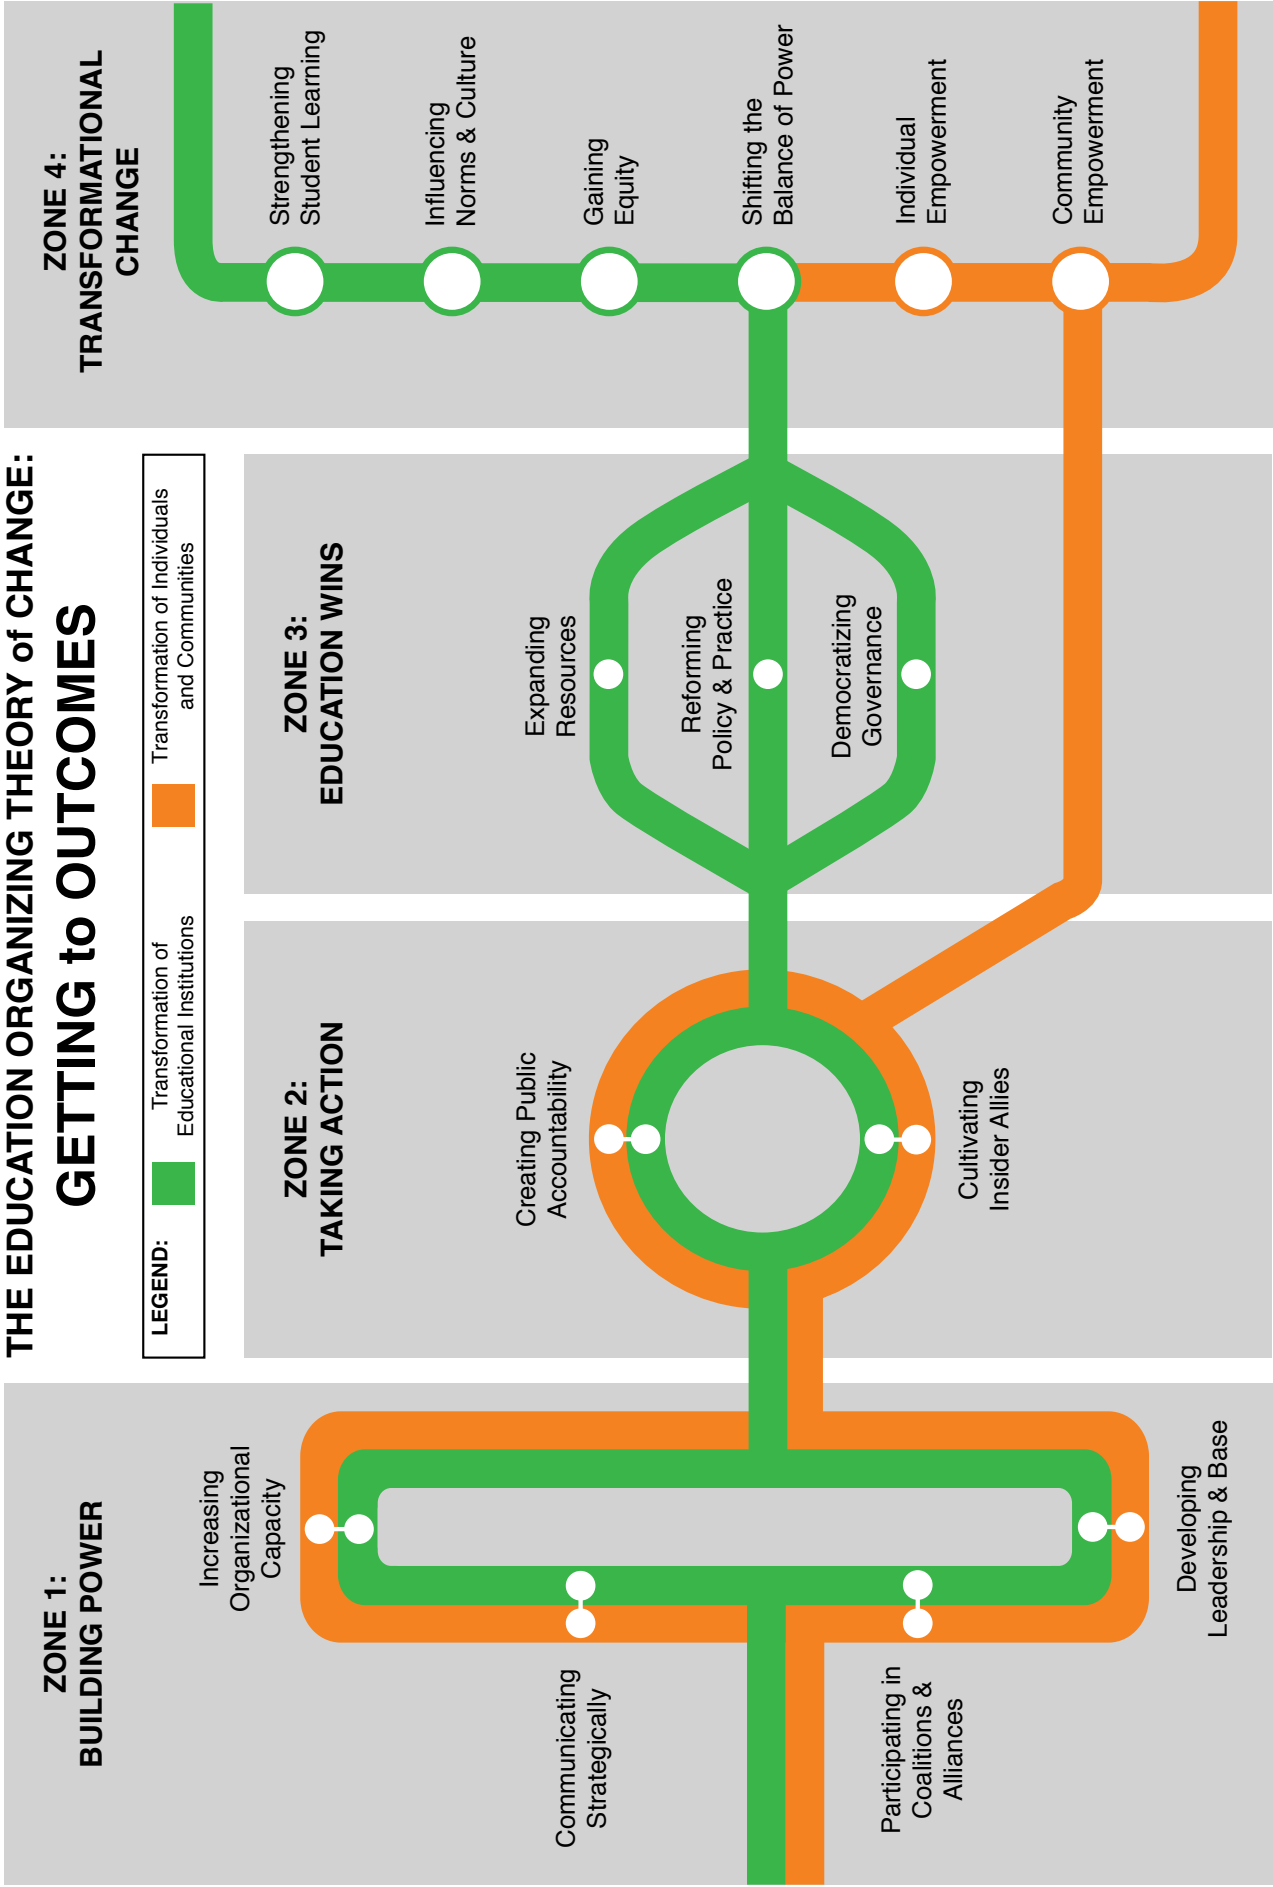 THE EDUCATION ORGANIZING THEORY of CHANGE:
GETTING to OUTCOMES
LEGEND:
Transformation of
Educational Institutions
Transformation of Individuals
and Communities
ZONE 1:
BUILDING POWER
Increasing
Organizational
Capacity
Communicating
Strategically
Participating in
Coalitions &
Alliances
Developing
Leadership & Base
ZONE 2:
TAKING ACTION
Creating Public
Accountability
Cultivating
Insider Allies
ZONE 3:
EDUCATION WINS
Expanding
Resources
Reforming
Policy & Practice
Democratizing
Governance
ZONE 4:
TRANSFORMATIONAL
CHANGE
Strengthening
Student Learning
Influencing
Norms & Culture
Gaining
Equity
Shifting the
Balance of Power
Individual
Empowerment
Community
Empowerment